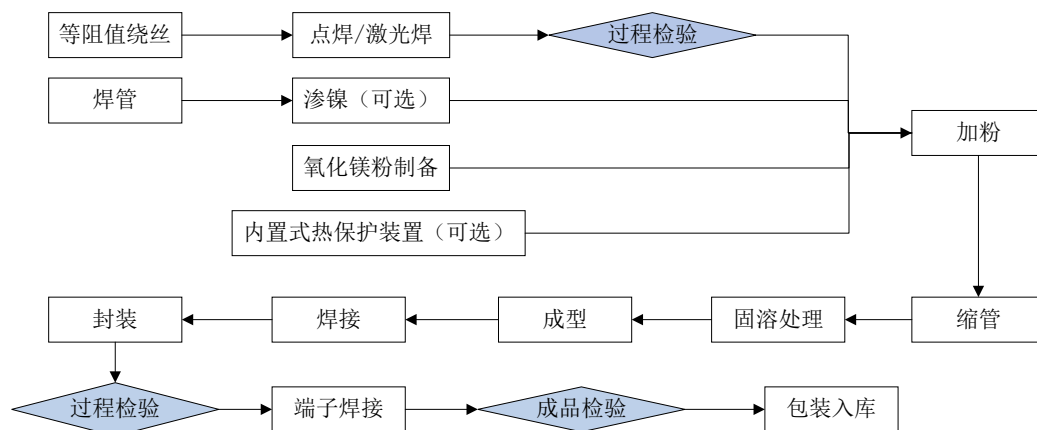 等阻值绕丝
点焊/激光焊
过程检验
焊管
渗镍（可选）
加粉
氧化镁粉制备
内置式热保护装置（可选）
封装
焊接
成型
固溶处理
缩管
过程检验
端子焊接
成品检验
包装入库